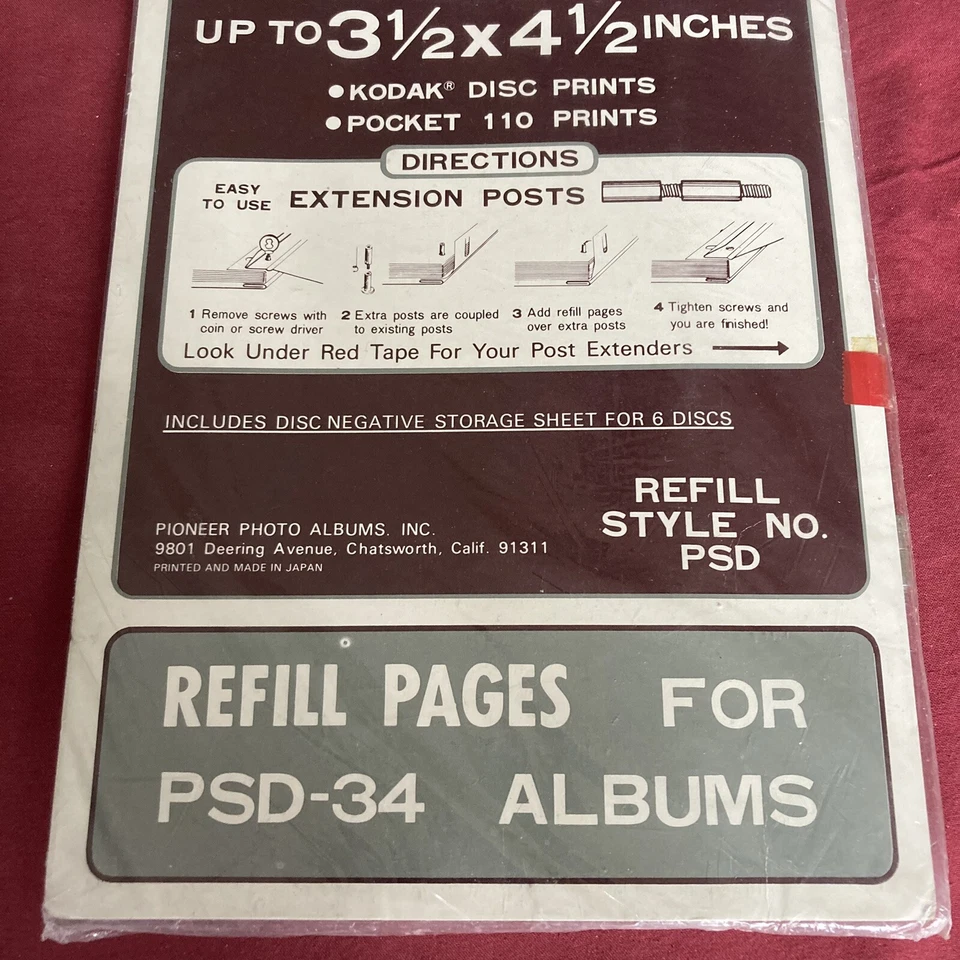 UP TO 3 1/2 x 4 1/2 INCHES
●KODAK® DISC PRINTS
●POCKET 110 PRINTS
DIRECTIONS
EASY
TO USE
EXTENSION POSTS
1 Remove screws with
coin or screw driver
2 Extra posts are coupled
to existing posts
3 Add refill pages
over extra posts
4 Tighten screws and
you are finished!
Look Under Red Tape For Your Post Extenders
INCLUDES DISC NEGATIVE STORAGE SHEET FOR 6 DISCS
REFILL
STYLE NO.
PSD
PIONEER PHOTO ALBUMS, INC.
9801 Deering Avenue, Chatsworth, Calif. 91311
PRINTED AND MADE IN JAPAN
REFILL PAGES FOR
PSD-34 ALBUMS